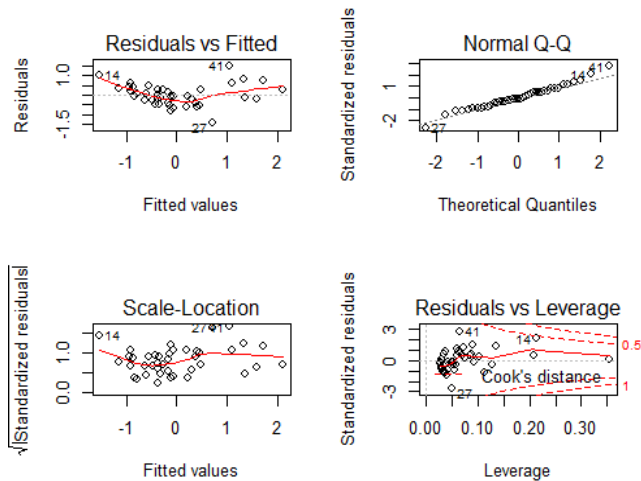 Residuals vs Fitted
Residuals
-1.5 1.0
14
41
27
-1 0 1 2
Fitted values
Normal Q-Q
Standardized residuals
-2 1
41
14
27
-2 -1 0 1 2
Theoretical Quantiles
Scale-Location
√|Standardized residuals|
0.0 1.0
14
27
41
-1 0 1 2
Fitted values
Residuals vs Leverage
Standardized residuals
-3 0 3
41
14
27
Cook's distance
0.5
1
0.00 0.10 0.20 0.30
Leverage